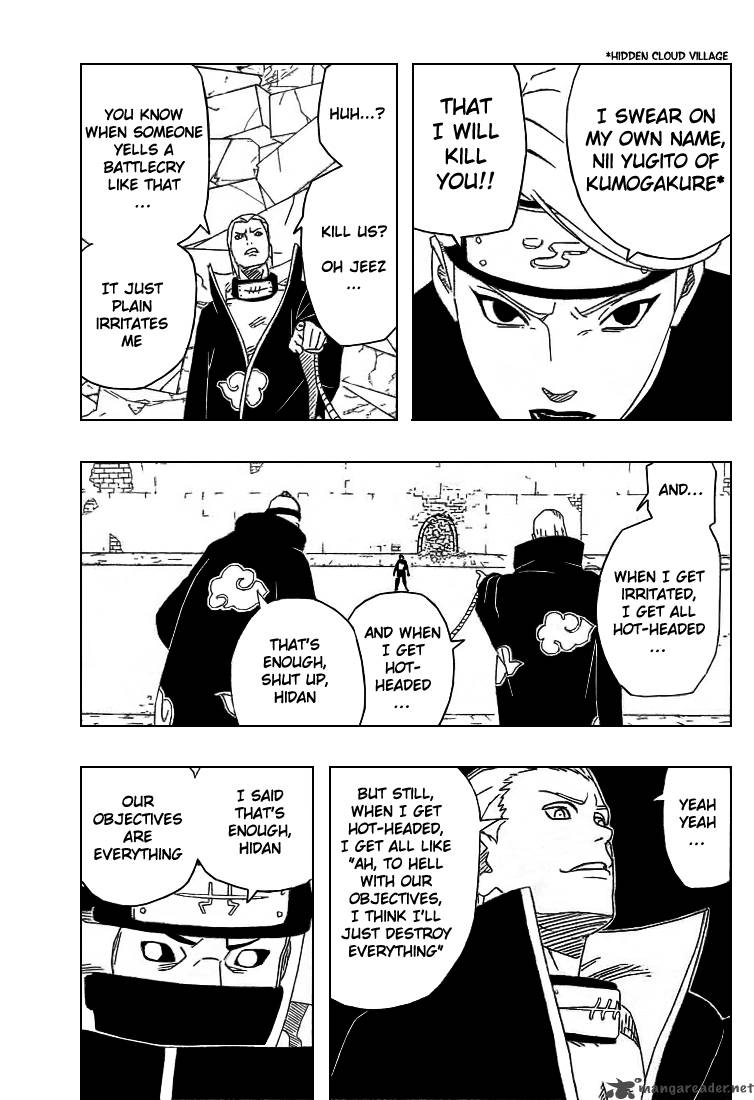 *HIDDEN CLOUD VILLAGE
I SWEAR ON
MY OWN NAME,
NII YUGITO OF
KUMOGAKURE*
THAT
I WILL
KILL
YOU!!
HUH...?
KILL US?
OH JEEZ
...
YOU KNOW
WHEN SOMEONE
YELLS A
BATTLECRY
LIKE THAT
...
IT JUST
PLAIN
IRRITATES
ME
AND...
WHEN I GET
IRRITATED,
I GET ALL
HOT-HEADED
...
AND WHEN
I GET
HOT-
HEADED
...
THAT'S
ENOUGH,
SHUT UP,
HIDAN
YEAH
YEAH
...
BUT STILL,
WHEN I GET
HOT-HEADED,
I GET ALL LIKE
"AH, TO HELL
WITH OUR
OBJECTIVES,
I THINK I'LL
JUST DESTROY
EVERYTHING"
I SAID
THAT'S
ENOUGH,
HIDAN
OUR
OBJECTIVES
ARE
EVERYTHING
mangareader.net